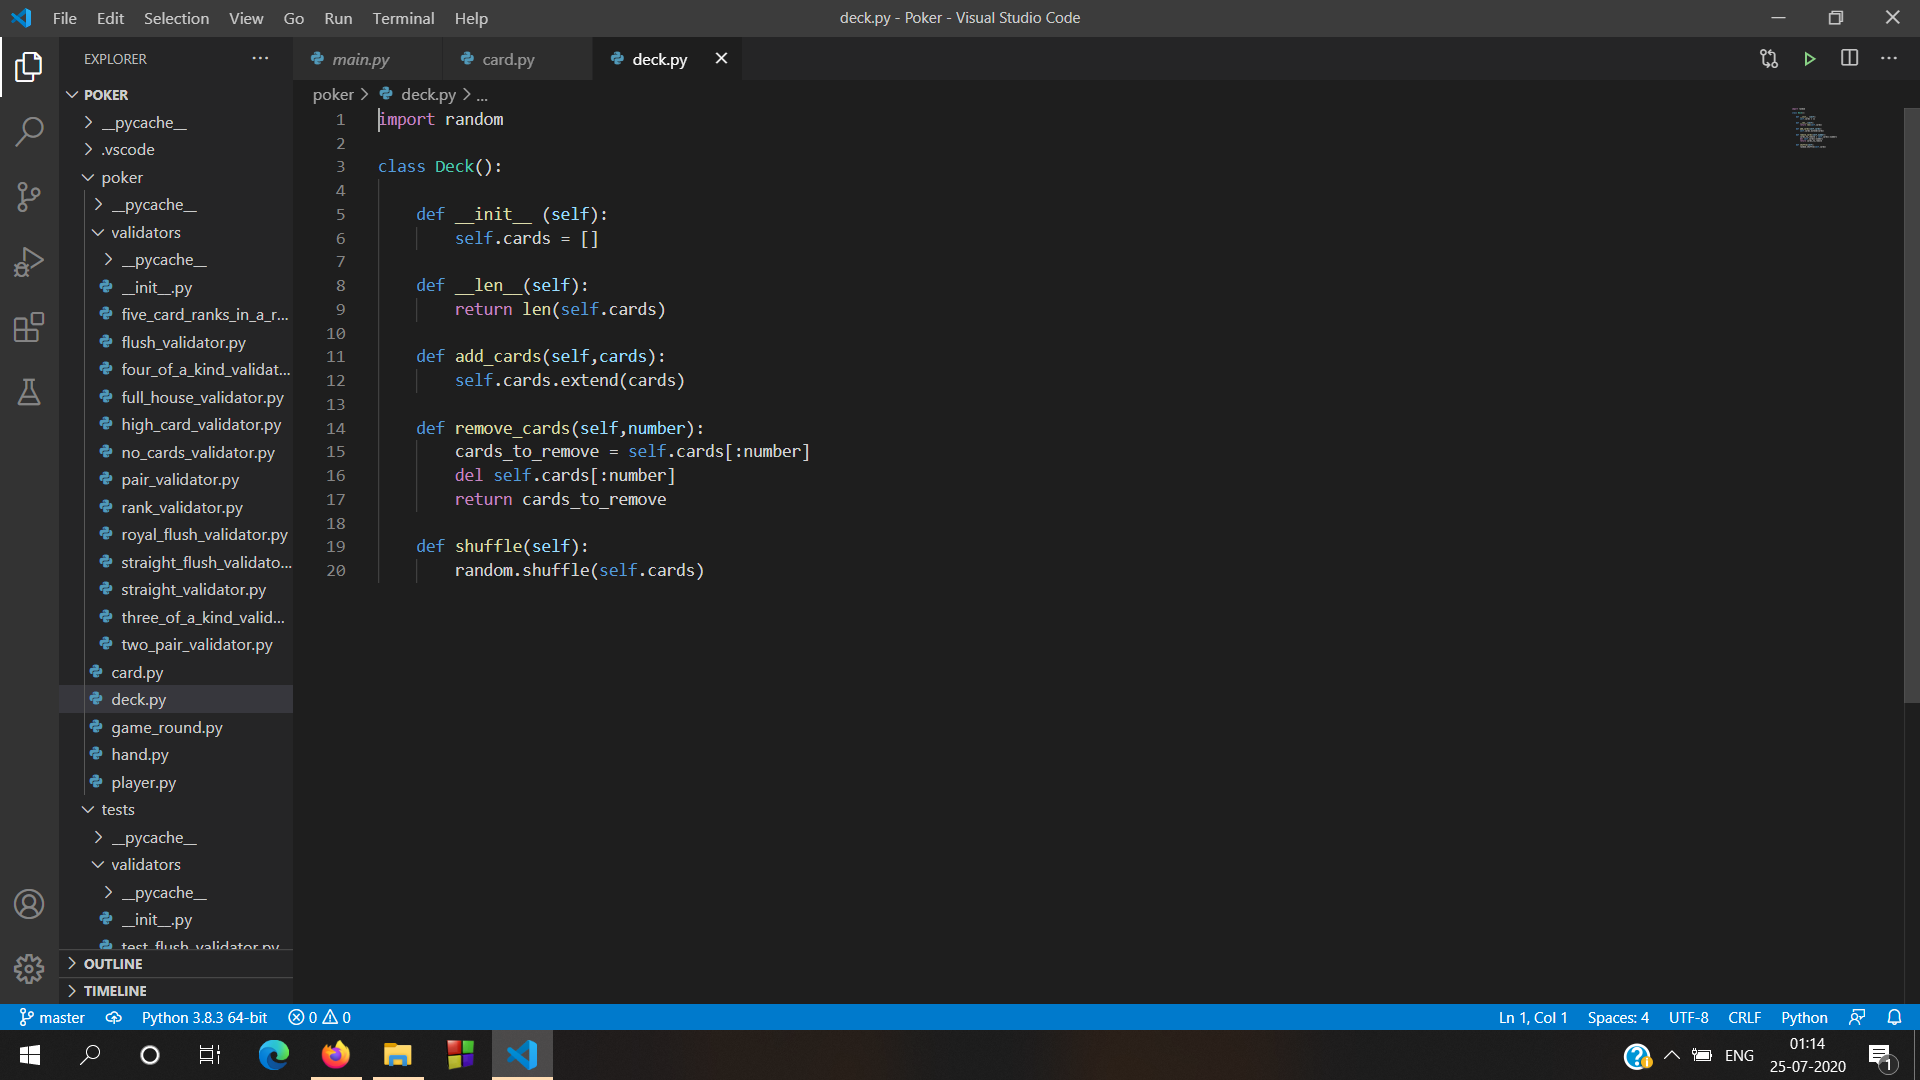 File Edit Selection View Go Run Terminal Help
deck.py - Poker - Visual Studio Code
EXPLORER
main.py
card.py
deck.py
POKER
__pycache__
.vscode
poker
__pycache__
validators
__pycache__
__init__.py
five_card_ranks_in_a_r...
flush_validator.py
four_of_a_kind_validat...
full_house_validator.py
high_card_validator.py
no_cards_validator.py
pair_validator.py
rank_validator.py
royal_flush_validator.py
straight_flush_validato...
straight_validator.py
three_of_a_kind_valid...
two_pair_validator.py
card.py
deck.py
game_round.py
hand.py
player.py
tests
__pycache__
validators
__pycache__
__init__.py
test_flush_validator.py
OUTLINE
TIMELINE
poker > deck.py > ...
1 import random
2
3 class Deck():
4
5     def __init__ (self):
6         self.cards = []
7
8     def __len__(self):
9         return len(self.cards)
10
11     def add_cards(self,cards):
12         self.cards.extend(cards)
13
14     def remove_cards(self,number):
15         cards_to_remove = self.cards[:number]
16         del self.cards[:number]
17         return cards_to_remove
18
19     def shuffle(self):
20         random.shuffle(self.cards)
master Python 3.8.3 64-bit 0 0
Ln 1, Col 1 Spaces: 4 UTF-8 CRLF Python
ENG
01:14
25-07-2020
1